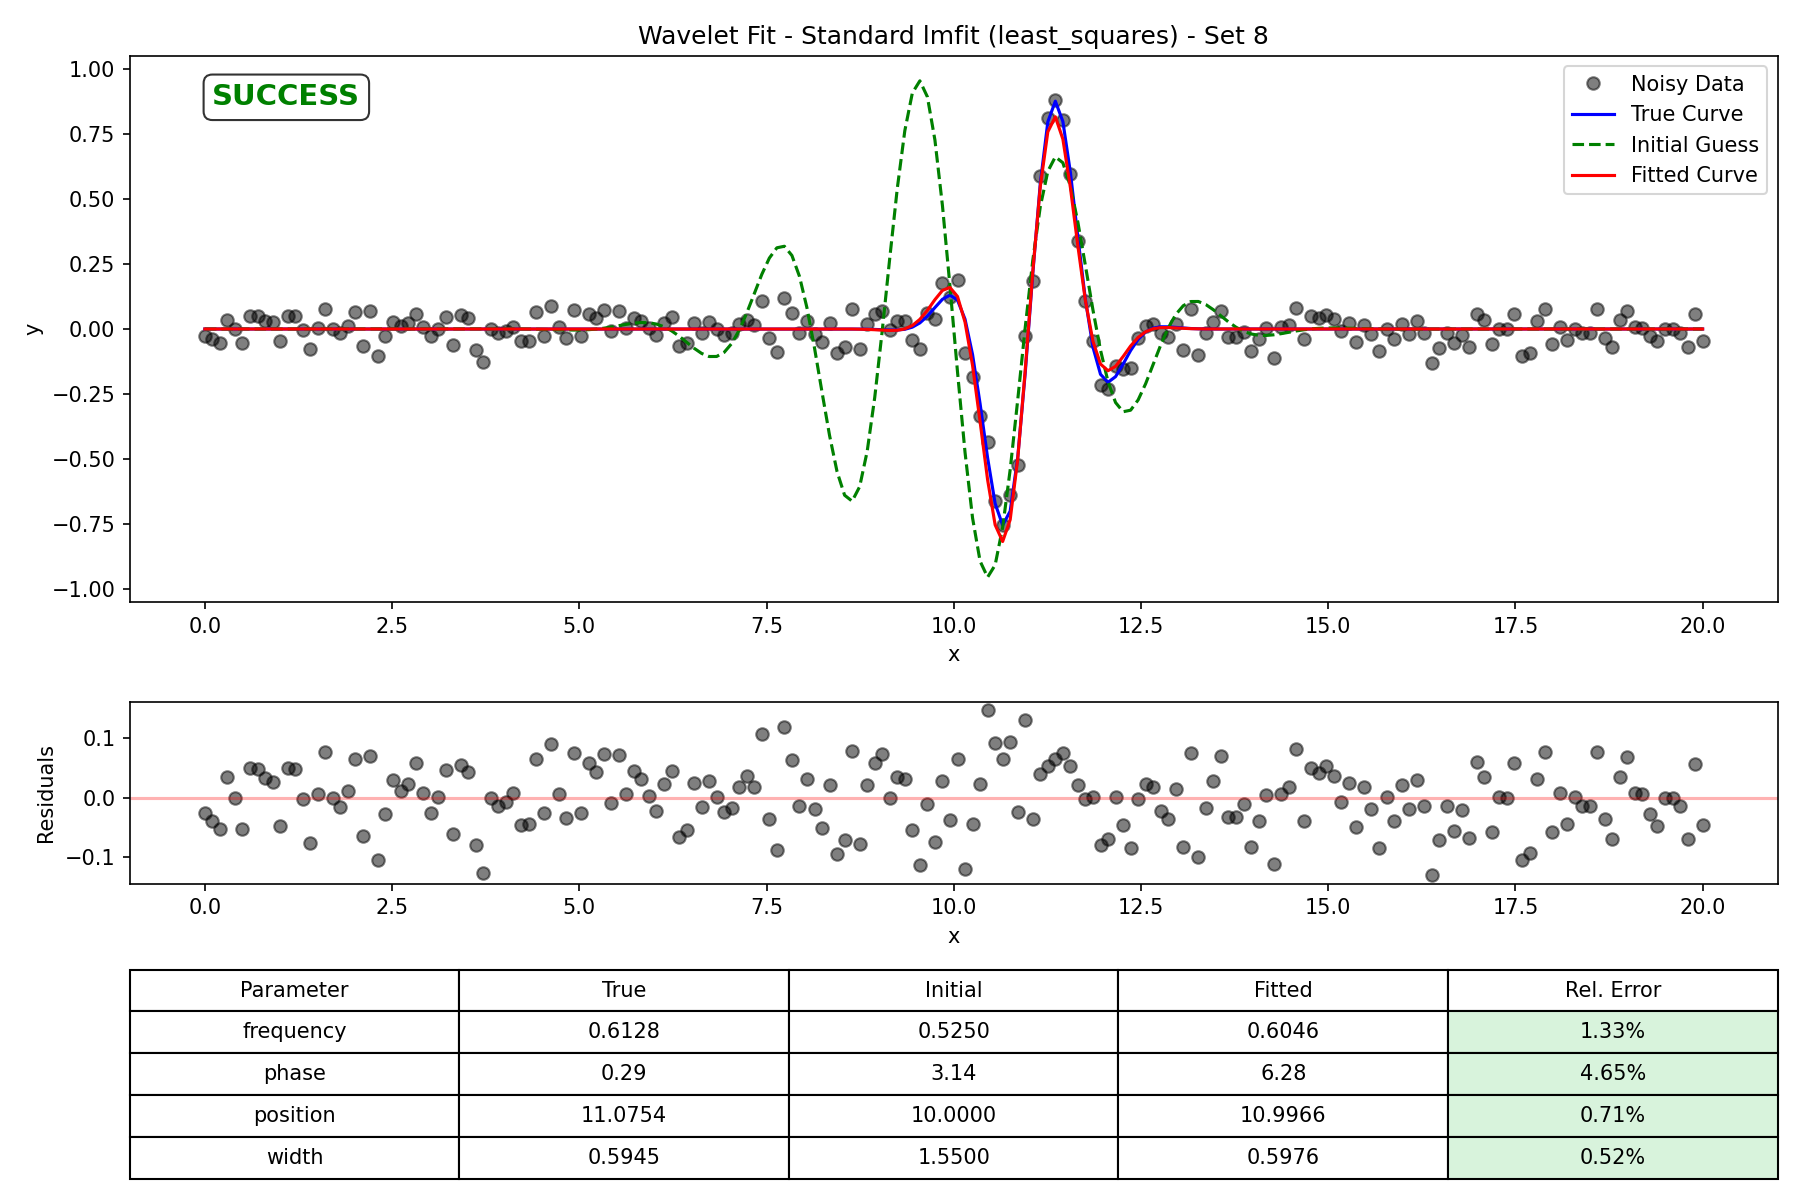 Wavelet Fit - Standard lmfit (least_squares) - Set 8
SUCCESS
Noisy Data
True Curve
Initial Guess
Fitted Curve
1.00
0.75
0.50
0.25
0.00
−0.25
−0.50
−0.75
−1.00
y
0.0 2.5 5.0 7.5 10.0 12.5 15.0 17.5 20.0
x
0.1
0.0
−0.1
Residuals
0.0 2.5 5.0 7.5 10.0 12.5 15.0 17.5 20.0
x
Parameter True Initial Fitted Rel. Error
frequency 0.6128 0.5250 0.6046 1.33%
phase 0.29 3.14 6.28 4.65%
position 11.0754 10.0000 10.9966 0.71%
width 0.5945 1.5500 0.5976 0.52%